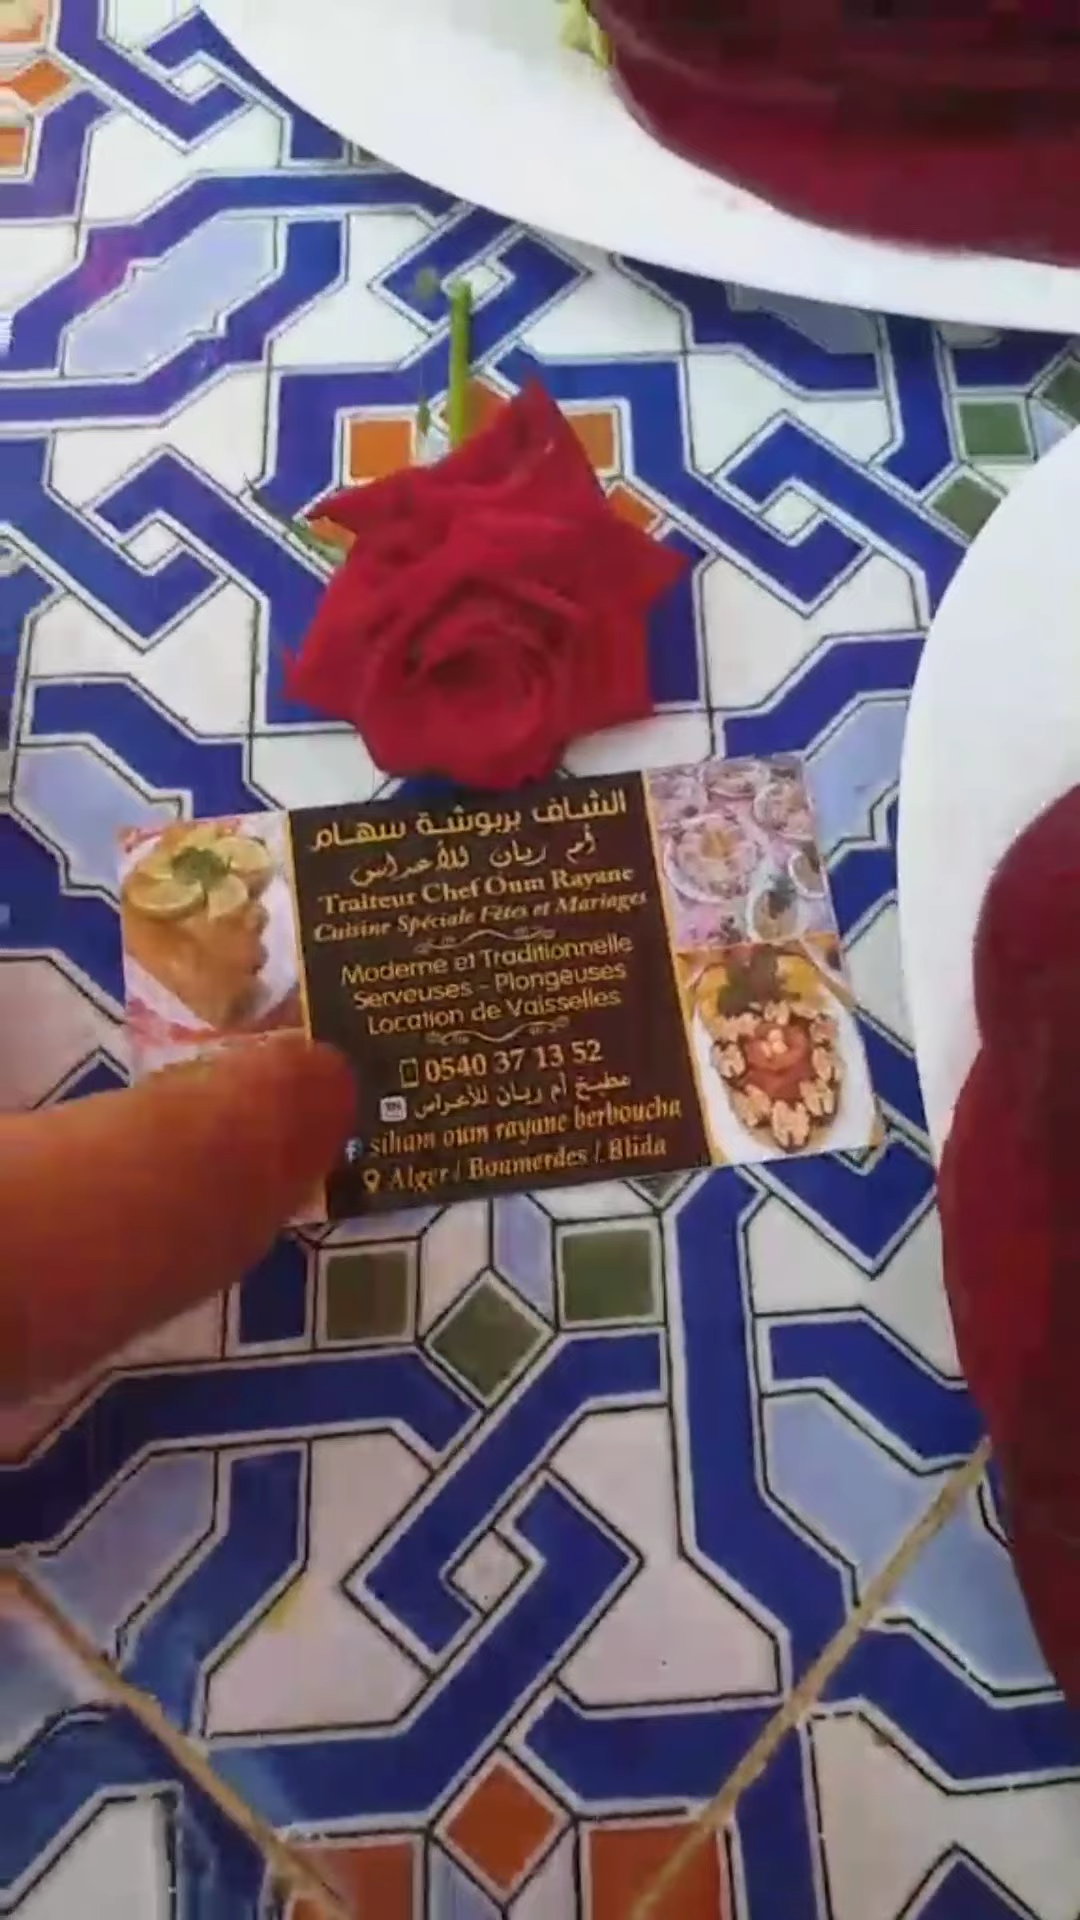 الشاف بربوشة سهام
أم ريان للأعراس
Traiteur Chef Oum Rayane
Cuisine Spéciale Fêtes et Mariages
Moderne et Traditionnelle
Serveuses - Plongeuses
Location de Vaisselles
0540 37 13 52
مطبخ أم ريان للأعراس
siham oum rayane berboucha
Alger / Boumerdes / Blida